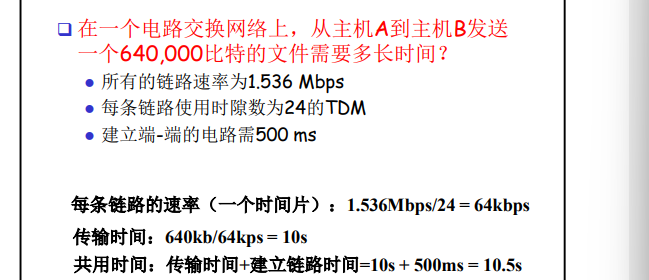 在一个电路交换网络上，从主机A到主机B发送
一个640,000比特的文件需要多长时间？
所有的链路速率为1.536 Mbps
每条链路使用时隙数为24的TDM
建立端-端的电路需500 ms
每条链路的速率（一个时间片）：1.536Mbps/24 = 64kbps
传输时间：640kb/64kps = 10s
共用时间：传输时间+建立链路时间=10s + 500ms = 10.5s